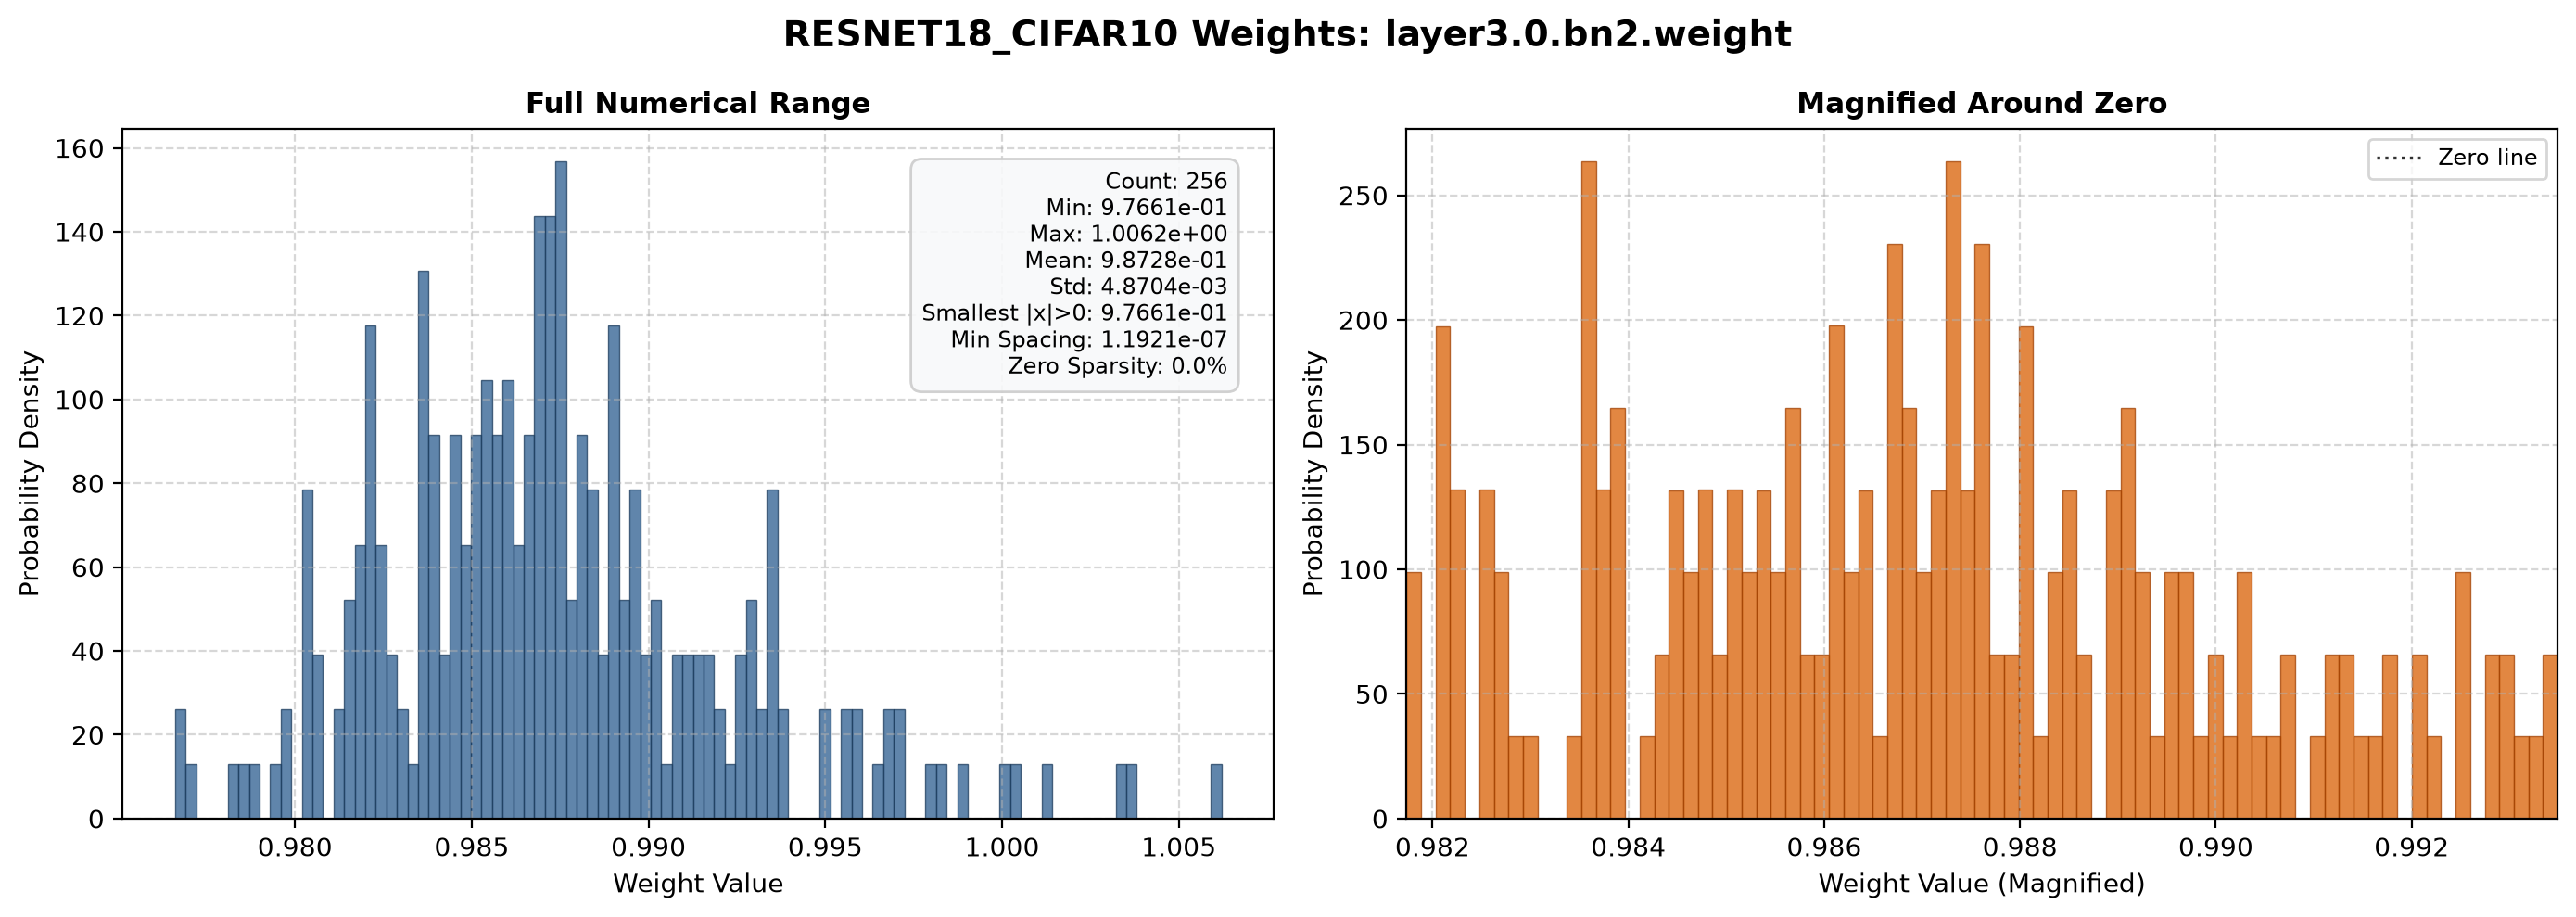 RESNET18_CIFAR10 Weights: layer3.0.bn2.weight
Full Numerical Range
Probability Density
160
140
120
100
80
60
40
20
0
Count: 256
Min: 9.7661e-01
Max: 1.0062e+00
Mean: 9.8728e-01
Std: 4.8704e-03
Smallest |x|>0: 9.7661e-01
Min Spacing: 1.1921e-07
Zero Sparsity: 0.0%
0.980 0.985 0.990 0.995 1.000 1.005
Weight Value
Magnified Around Zero
Probability Density
250
200
150
100
50
0
Zero line
0.982 0.984 0.986 0.988 0.990 0.992
Weight Value (Magnified)